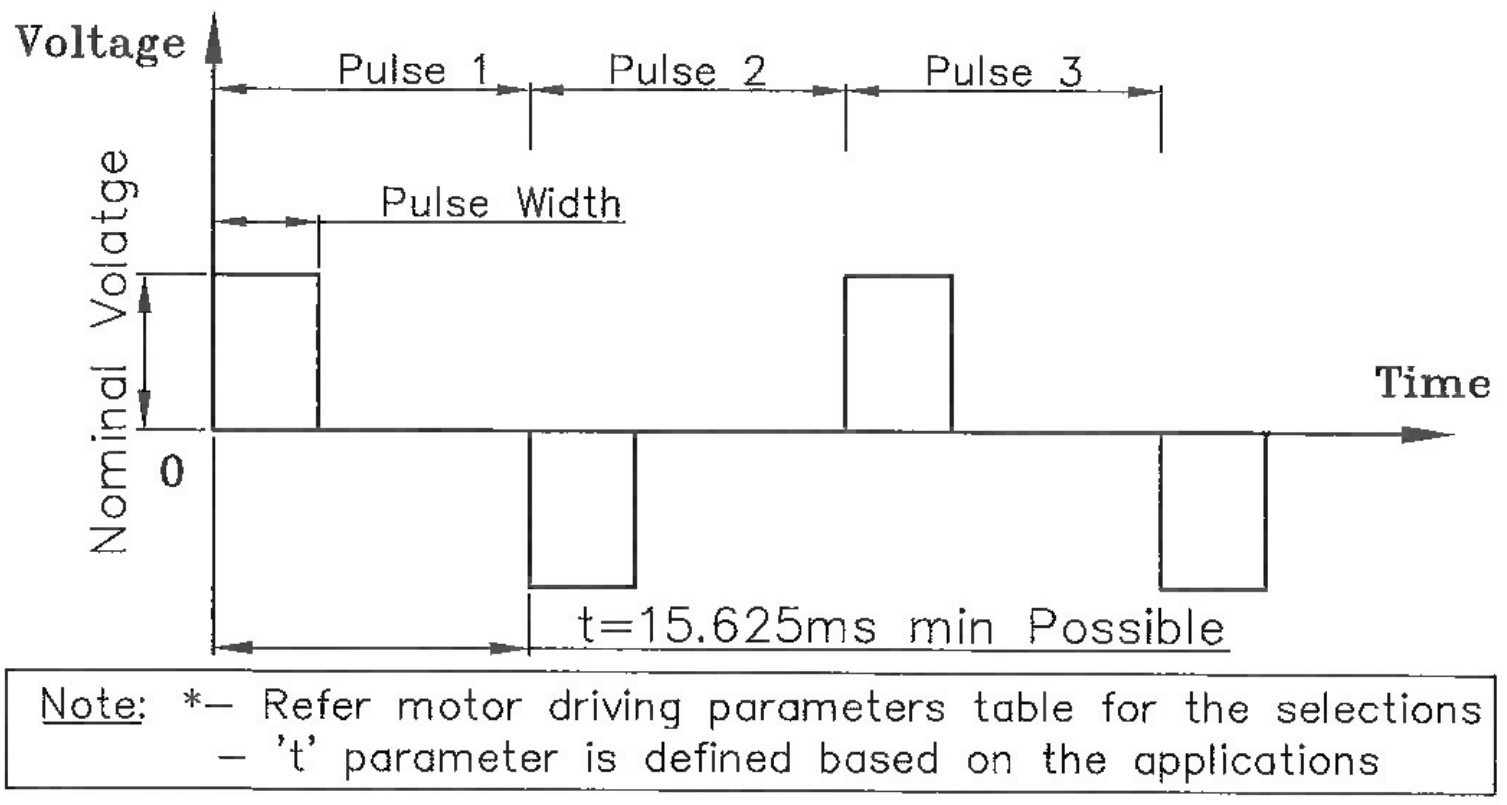 Voltage
Pulse 1
Pulse 2
Pulse 3
Pulse Width
Nominal Volatge
Time
0
t=15.625ms min Possible
Note: *– Refer motor driving parameters table for the selections
– 't' parameter is defined based on the applications